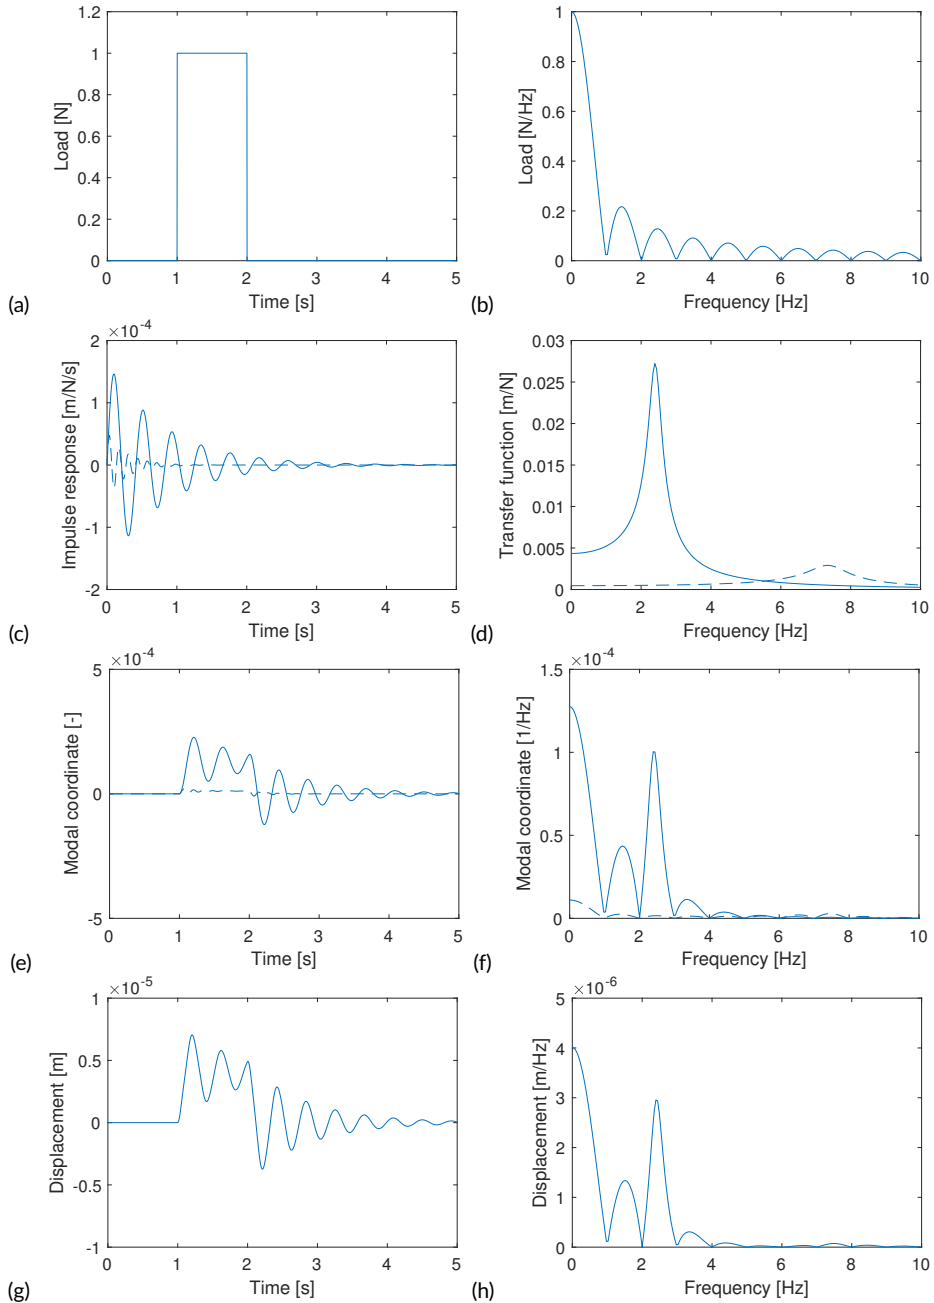 1.2
1
0.8
0.6
0.4
0.2
0
Load [N]
0 1 2 3 4 5
Time [s]
(a)
1
0.8
0.6
0.4
0.2
0
Load [N/Hz]
0 2 4 6 8 10
Frequency [Hz]
(b)
×10-4
2
1
0
-1
-2
Impulse response [m/N/s]
0 1 2 3 4 5
Time [s]
(c)
0.03
0.025
0.02
0.015
0.01
0.005
0
Transfer function [m/N]
0 2 4 6 8 10
Frequency [Hz]
(d)
×10-4
5
0
-5
Modal coordinate [-]
0 1 2 3 4 5
Time [s]
(e)
×10-4
1.5
1
0.5
0
Modal coordinate [1/Hz]
0 2 4 6 8 10
Frequency [Hz]
(f)
×10-5
1
0.5
0
-0.5
-1
Displacement [m]
0 1 2 3 4 5
Time [s]
(g)
×10-6
5
4
3
2
1
0
Displacement [m/Hz]
0 2 4 6 8 10
Frequency [Hz]
(h)